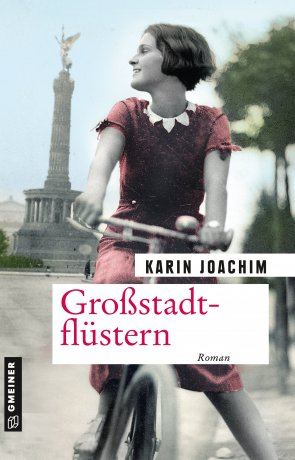 KARIN JOACHIM
Großstadt-
flüstern
Roman
GMEINER